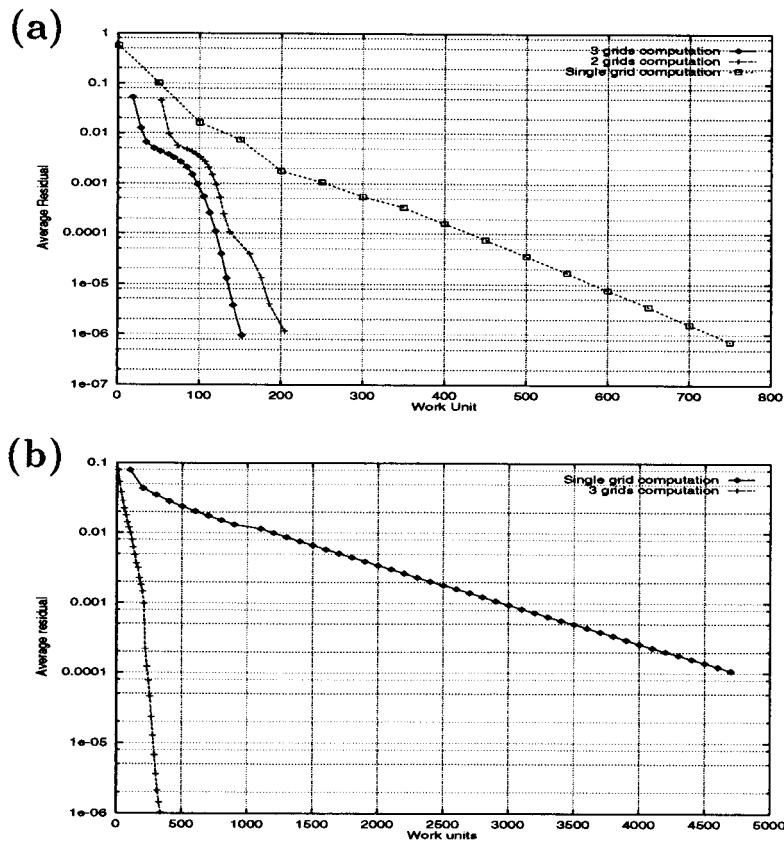 (a)
1
0.1
0.01
0.001
0.0001
1e-05
1e-06
1e-07
Average Residual
3 grids computation
2 grids computation
Single grid computation
0 100 200 300 400 500 600 700 800
Work Unit
(b)
0.1
0.01
0.001
0.0001
1e-05
1e-06
Average residual
Single grid computation
3 grids computation
0 500 1000 1500 2000 2500 3000 3500 4000 4500 5000
Work units